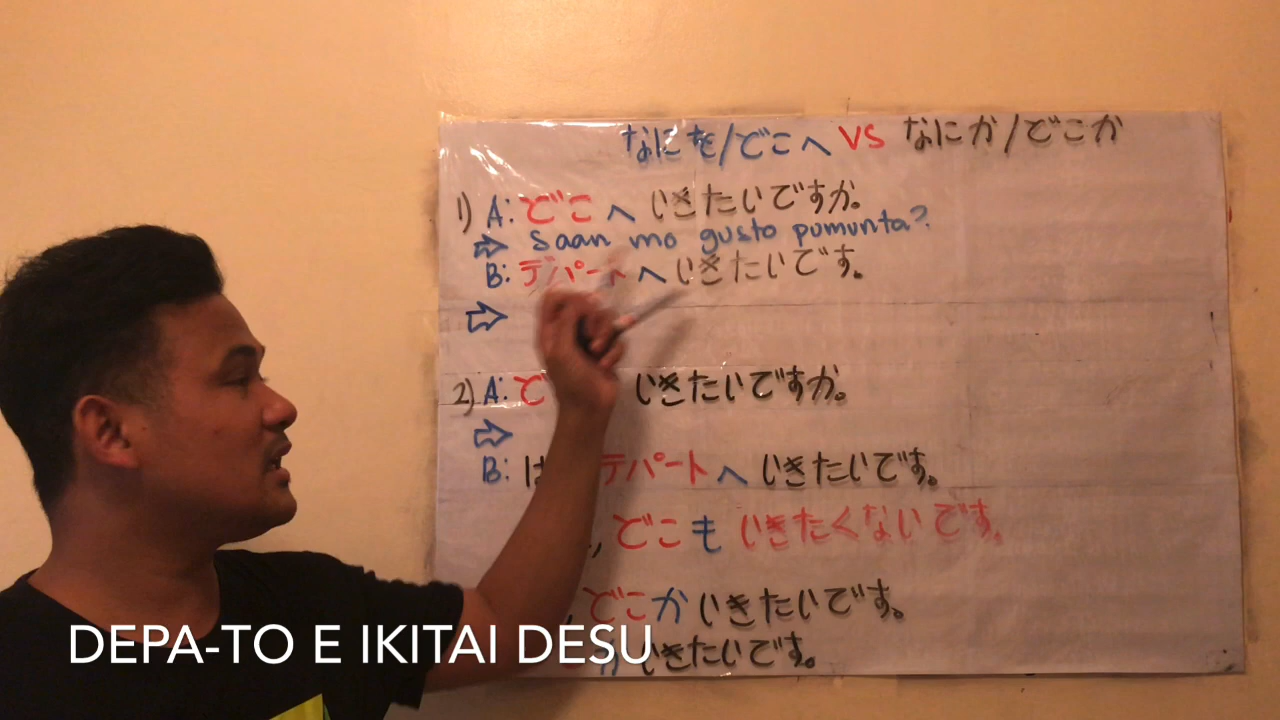 なにを/どこへ VS なにか/どこか
1) A: どこ へ いきたいですか。
⇨ saan mo gusto pumunta?
B: デパート へ いきたいです。
⇨
2) A: ど いきたいですか。
⇨
B: は デパート へ いきたいです。
, どこ も いきたくないです。
, どこか いきたいです。
いきたいです。
DEPA-TO E IKITAI DESU